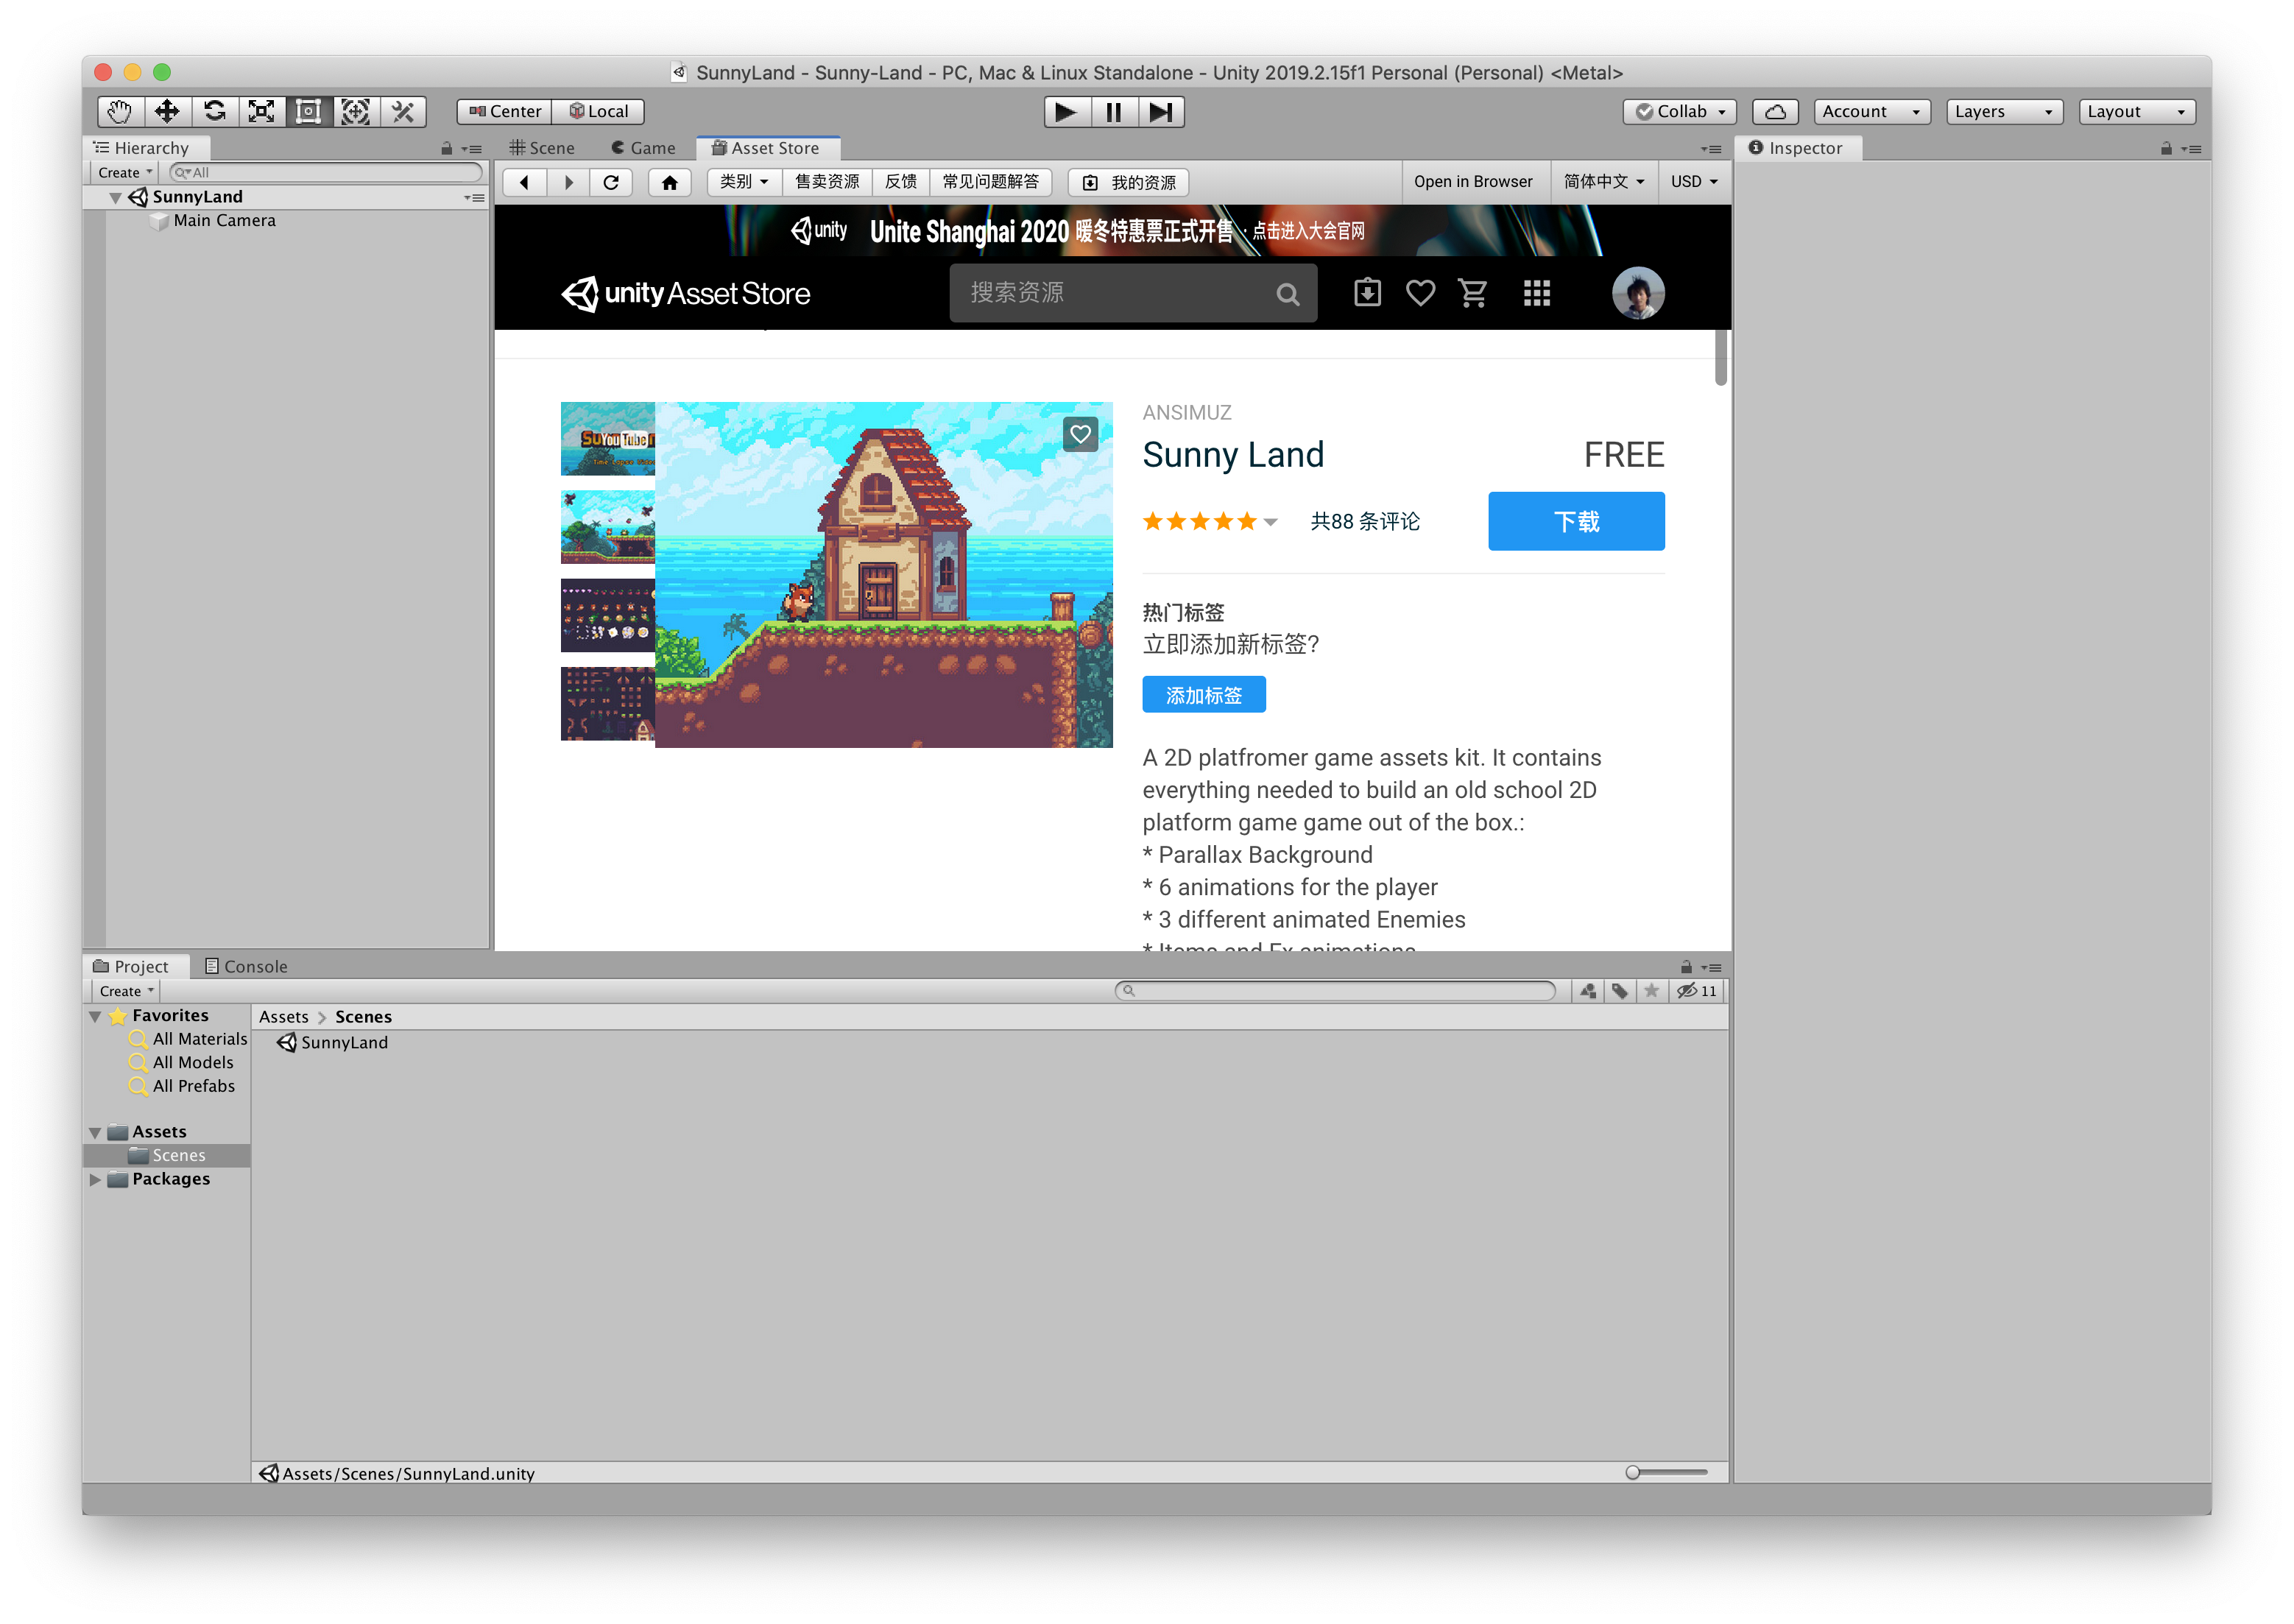 SunnyLand - Sunny-Land - PC, Mac & Linux Standalone - Unity 2019.2.15f1 Personal (Personal) <Metal>
Center Local Collab Account Layers Layout
Hierarchy
Create All
SunnyLand
Main Camera
Scene Game Asset Store
类别 售卖资源 反馈 常见问题解答 我的资源 Open in Browser 简体中文 USD
unity Unite Shanghai 2020 暖冬特惠票正式开售 · 点击进入大会官网
unity Asset Store 搜索资源
ANSIMUZ
Sunny Land FREE
共88 条评论 下载
热门标签
立即添加新标签?
添加标签
A 2D platfromer game assets kit. It contains
everything needed to build an old school 2D
platform game game out of the box.:
* Parallax Background
* 6 animations for the player
* 3 different animated Enemies
* Items and Fx animations
Su YouTube
Inspector
Project Console
Create 11
Favorites
All Materials
All Models
All Prefabs
Assets
Scenes
Packages
Assets Scenes
SunnyLand
Assets/Scenes/SunnyLand.unity